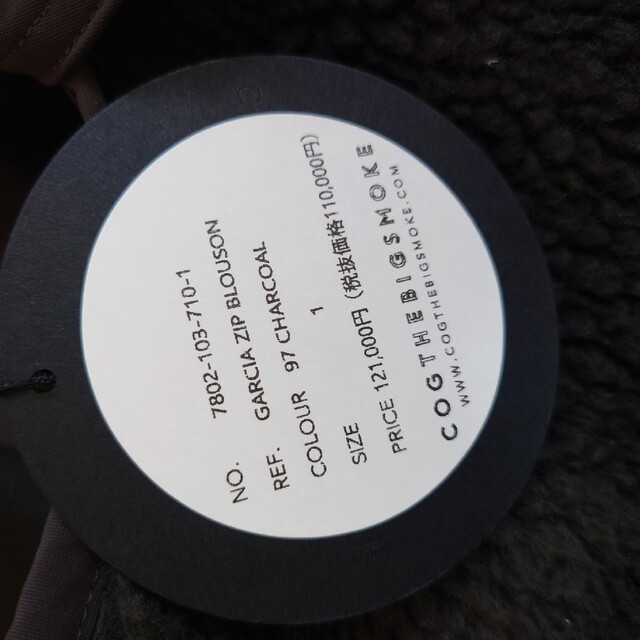 NO. 7802-103-710-1
REF. GARCIA ZIP BLOUSON
COLOUR 97 CHARCOAL
SIZE 1
PRICE 121,000円 (税抜価格110,000円)
COGTHEBIGSMOKE
WWW.COGTHEBIGSMOKE.COM